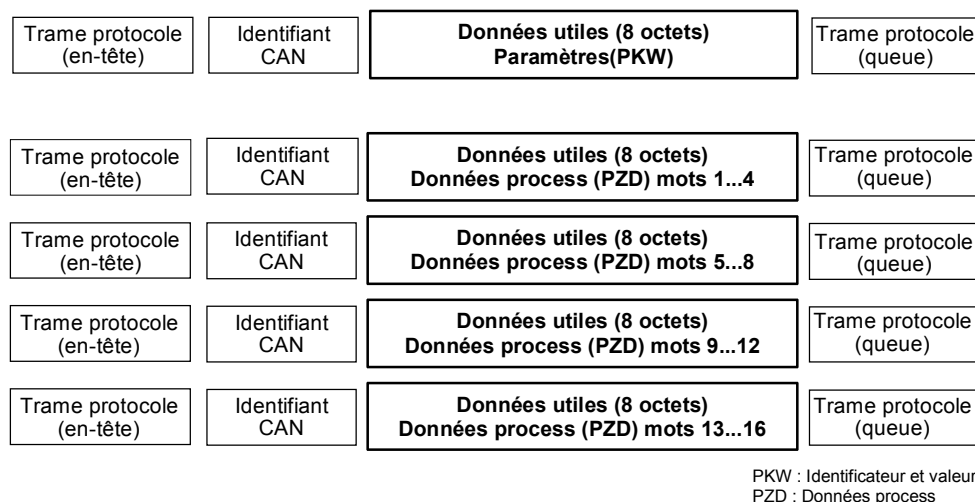 Trame protocole
(en-tête)
Identifiant
CAN
Données utiles (8 octets)
Paramètres(PKW)
Trame protocole
(queue)
Trame protocole
(en-tête)
Identifiant
CAN
Données utiles (8 octets)
Données process (PZD) mots 1...4
Trame protocole
(queue)
Trame protocole
(en-tête)
Identifiant
CAN
Données utiles (8 octets)
Données process (PZD) mots 5...8
Trame protocole
(queue)
Trame protocole
(en-tête)
Identifiant
CAN
Données utiles (8 octets)
Données process (PZD) mots 9...12
Trame protocole
(queue)
Trame protocole
(en-tête)
Identifiant
CAN
Données utiles (8 octets)
Données process (PZD) mots 13...16
Trame protocole
(queue)
PKW : Identificateur et valeur
PZD : Données process